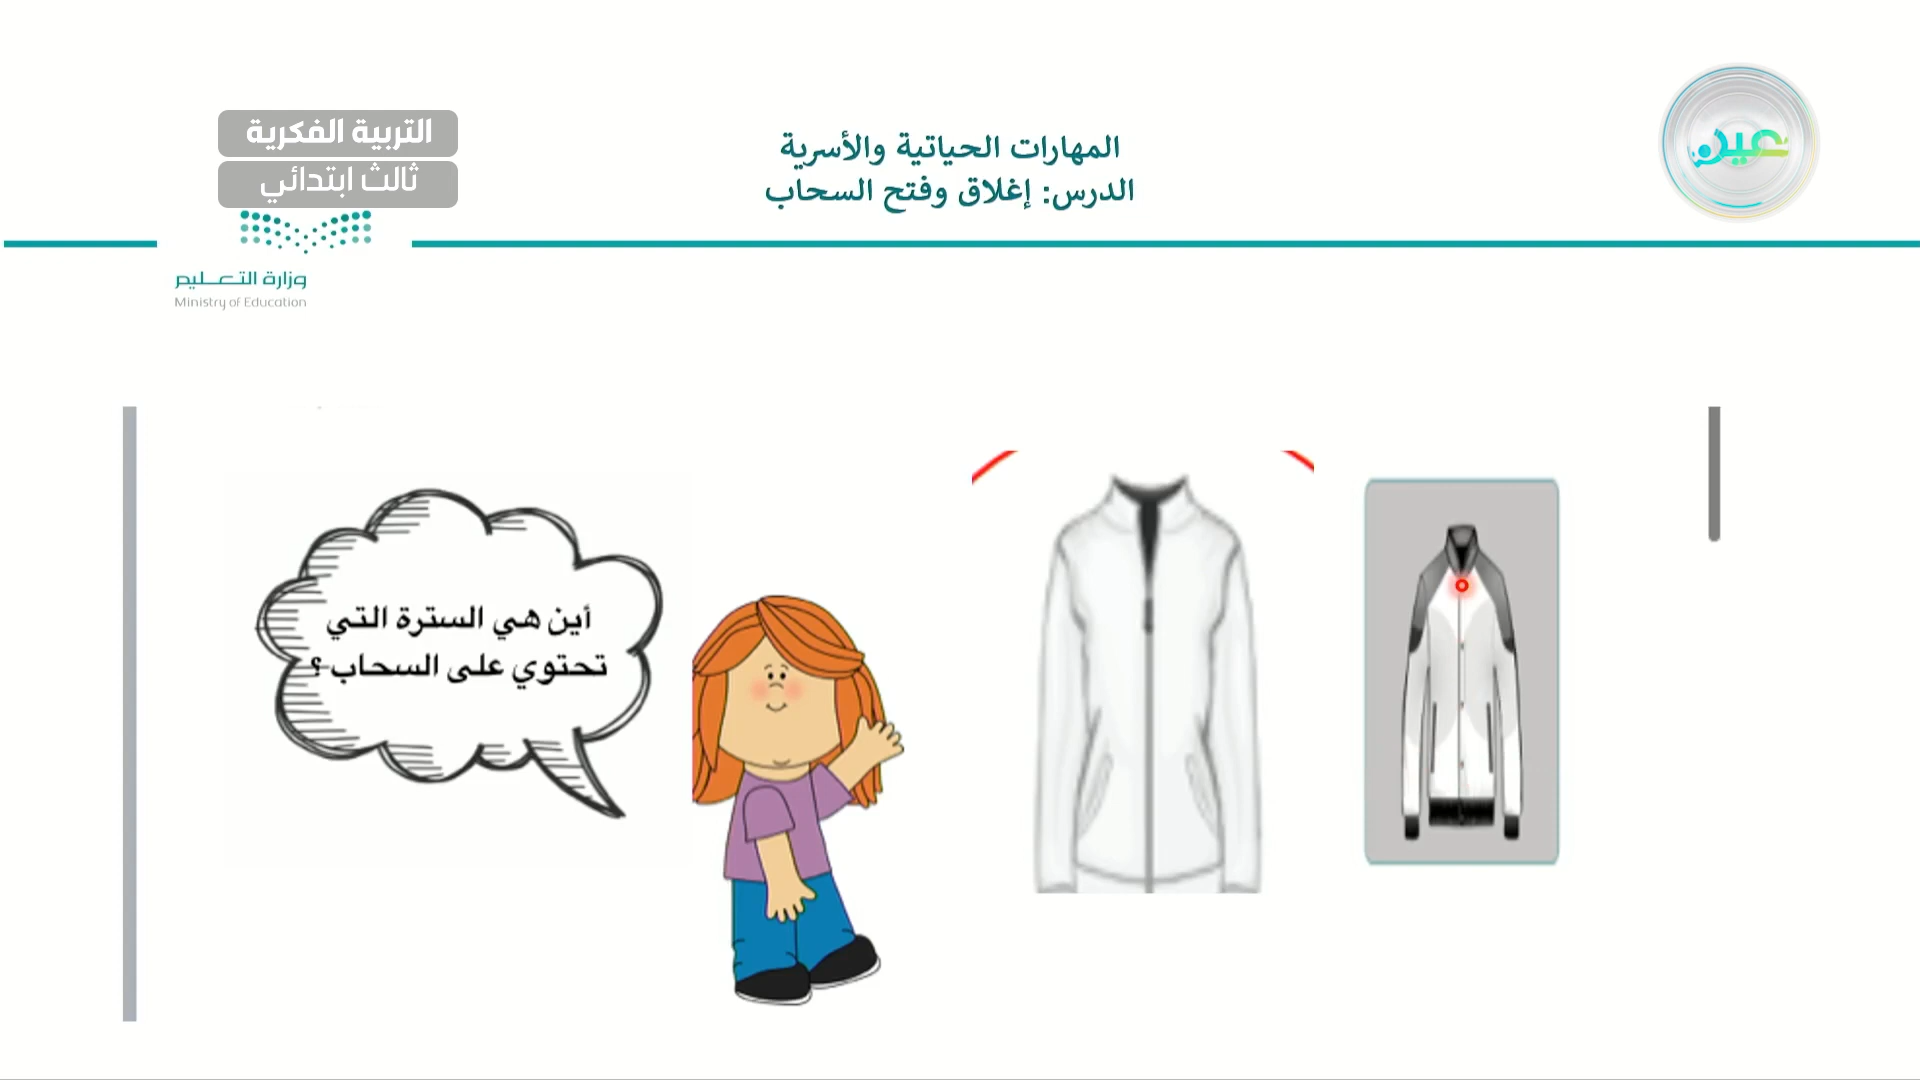 التربية الفكرية
ثالث ابتدائي
المهارات الحياتية والأسرية
الدرس: إغلاق وفتح السحاب
عين
وزارة التعليم
Ministry of Education
أين هي السترة التي
تحتوي على السحاب ؟